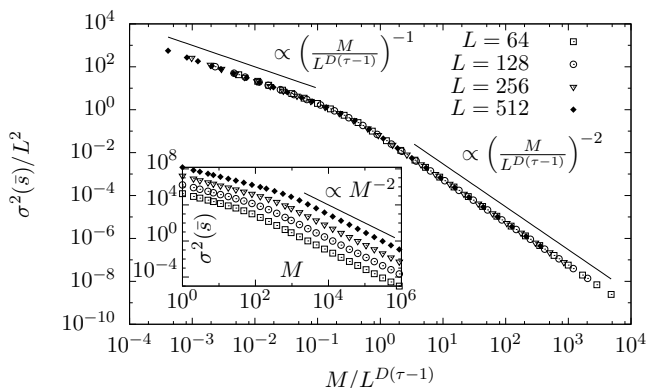 10^4
10^2
10^0
10^{-2}
10^{-4}
10^{-6}
10^{-8}
10^{-10}
σ^2(s̄)/L^2
∝ (M/L^{D(τ−1)})^{−1}
L = 64
L = 128
L = 256
L = 512
∝ (M/L^{D(τ−1)})^{−2}
10^8
10^4
10^0
10^{-4}
σ^2(s̄)
∝ M^{−2}
M
10^0 10^2 10^4 10^6
10^{-4} 10^{-3} 10^{-2} 10^{-1} 10^0 10^1 10^2 10^3 10^4
M/L^{D(τ−1)}